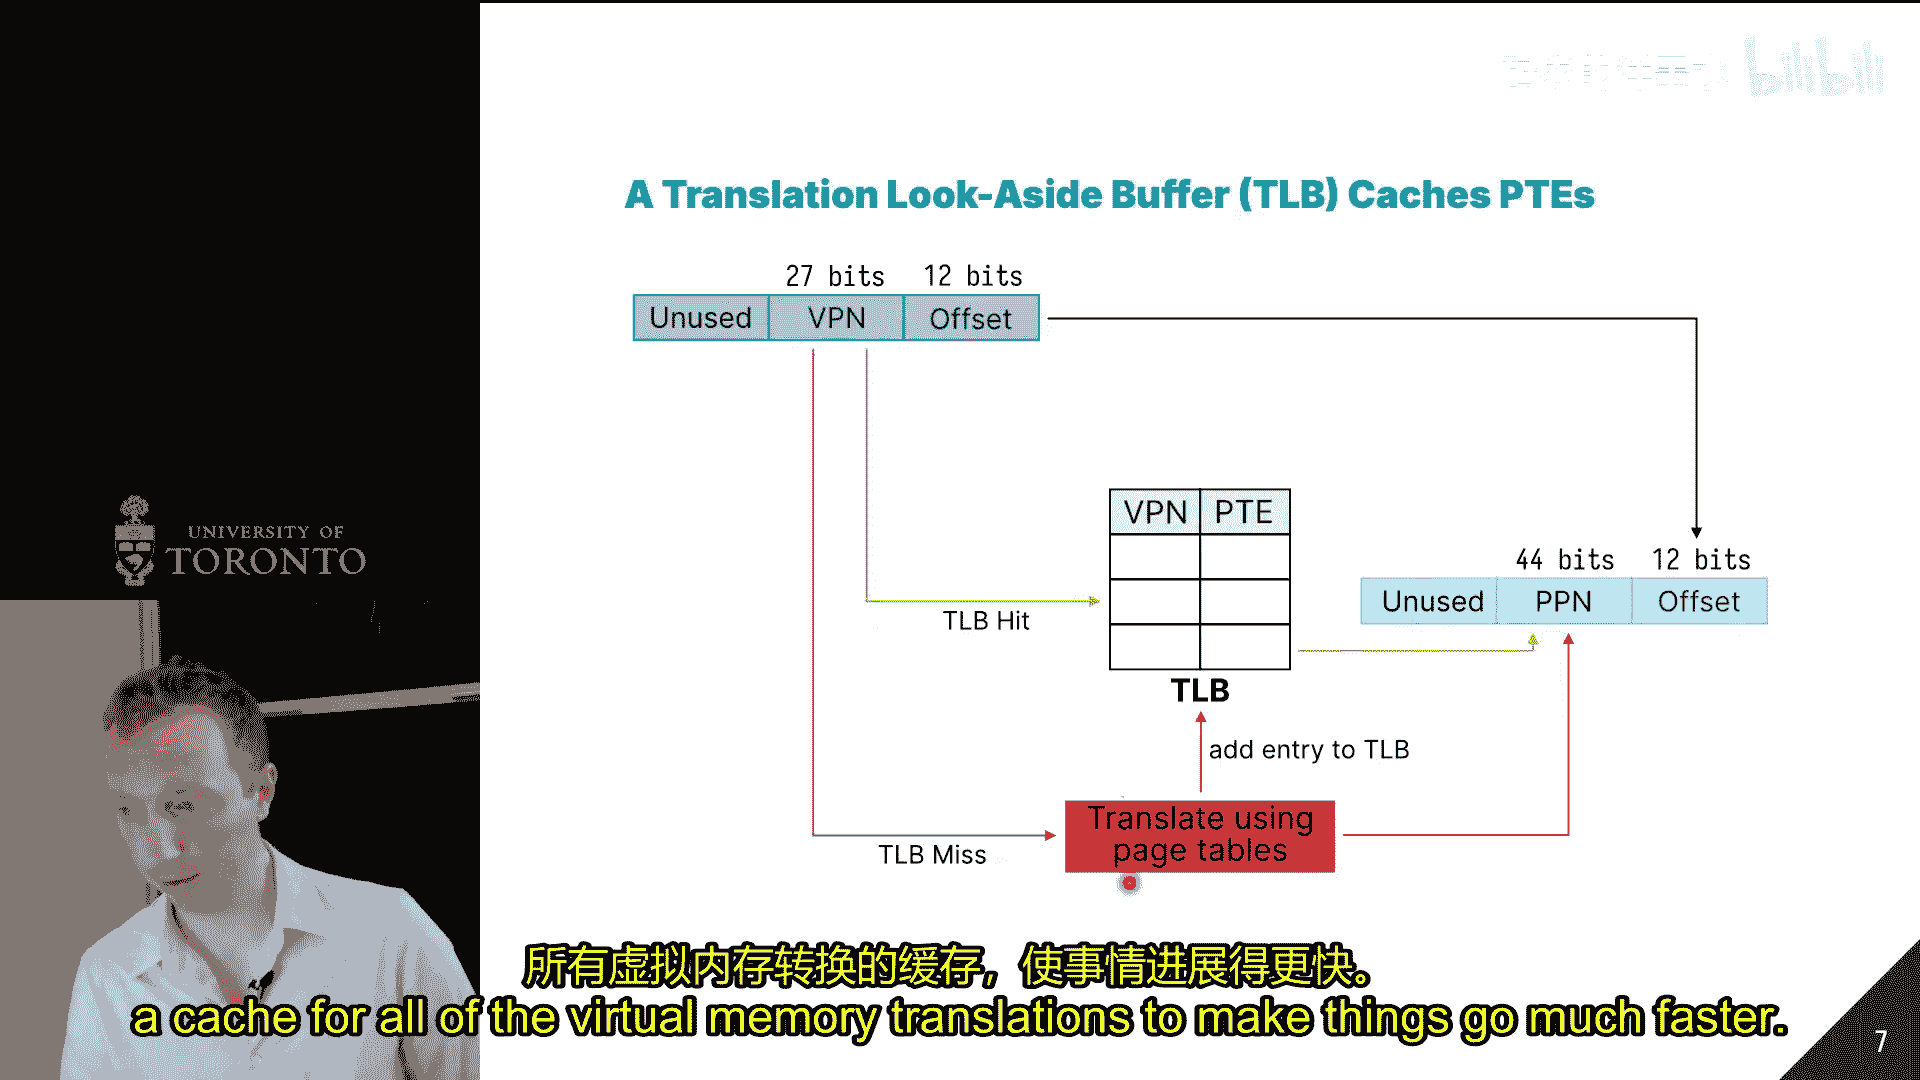 bilibili
A Translation Look-Aside Buffer (TLB) Caches PTEs
27 bits 12 bits
Unused VPN Offset
VPN PTE
44 bits 12 bits
Unused PPN Offset
TLB Hit
TLB
add entry to TLB
Translate using
page tables
TLB Miss
UNIVERSITY OF
TORONTO
所有虚拟内存转换的缓存，使事情进展得更快。
a cache for all of the virtual memory translations to make things go much faster.
7